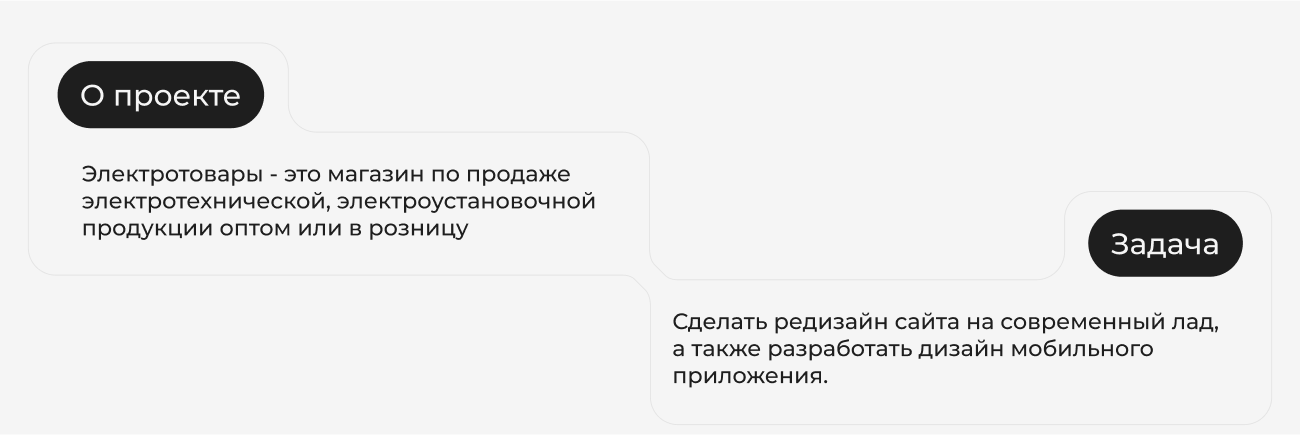 О проекте
Электротовары - это магазин по продаже
электротехнической, электроустановочной
продукции оптом или в розницу
Задача
Сделать редизайн сайта на современный лад,
а также разработать дизайн мобильного
приложения.